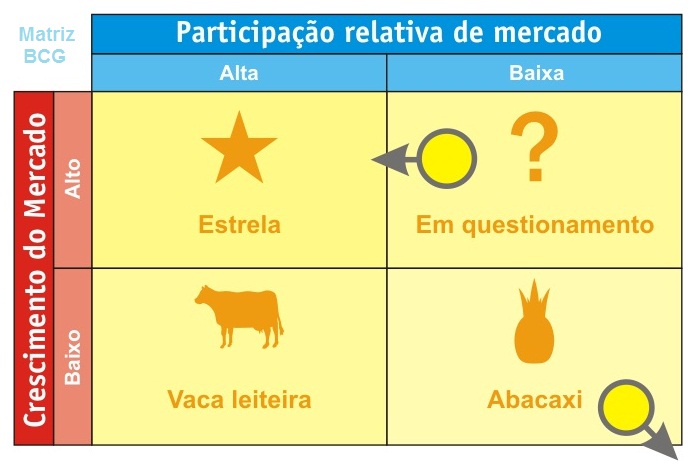 Matriz
BCG
Participação relativa de mercado
Alta
Baixa
Crescimento do Mercado
Alto
?
Estrela
Em questionamento
Baixo
Vaca leiteira
Abacaxi